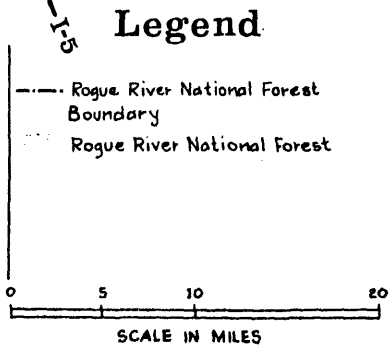 I-5
Legend
Rogue River National Forest
Boundary
Rogue River National Forest
0 5 10 20
SCALE IN MILES